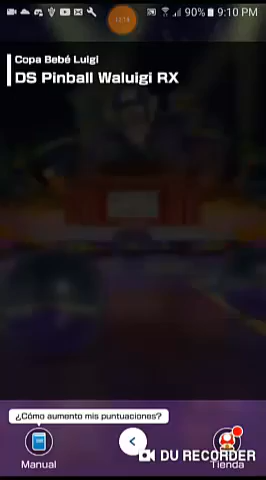 90% 9:10 PM
Copa Bebé Luigi
DS Pinball Waluigi RX
¿Cómo aumento mis puntuaciones?
DU RECORDER
Manual
Tienda